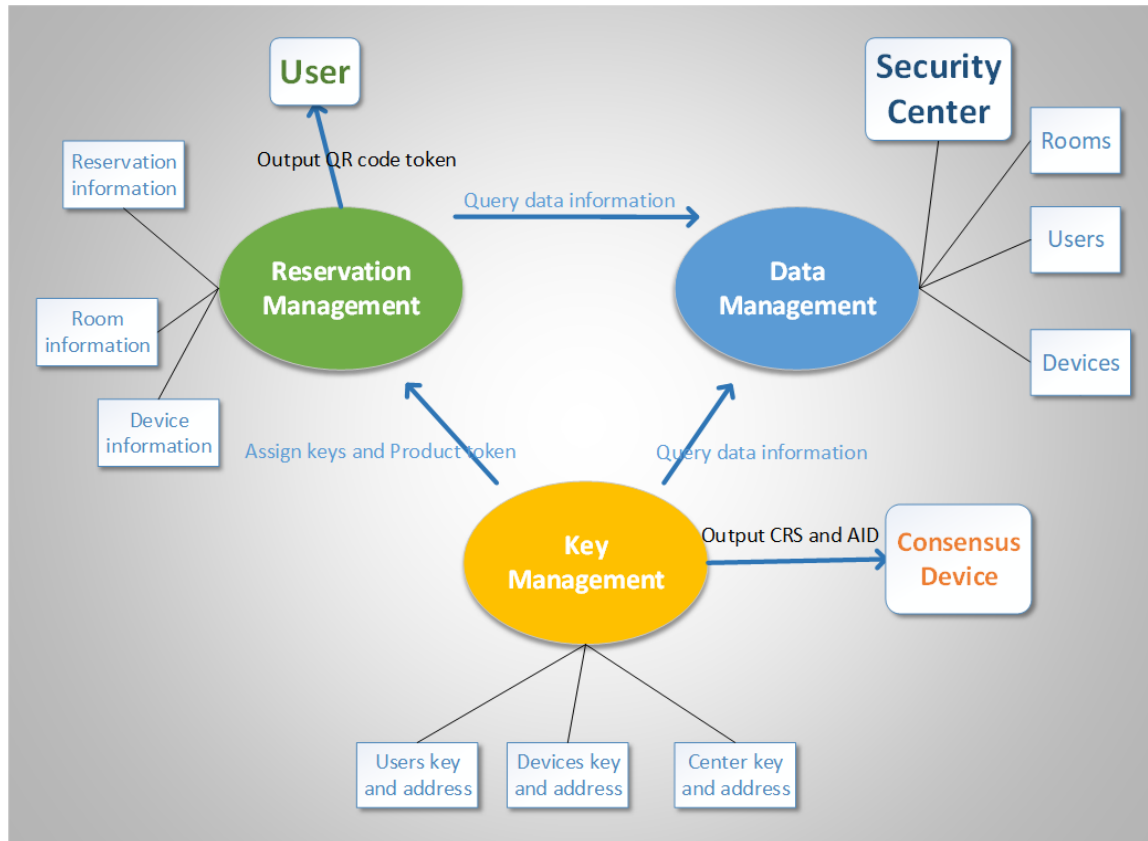 User
Security
Center
Output QR code token
Reservation
information
Rooms
Query data information
Users
Reservation
Management
Data
Management
Room
information
Devices
Device
information
Assign keys and Product token
Query data information
Output CRS and AID
Key
Management
Consensus
Device
Users key
and address
Devices key
and address
Center key
and address